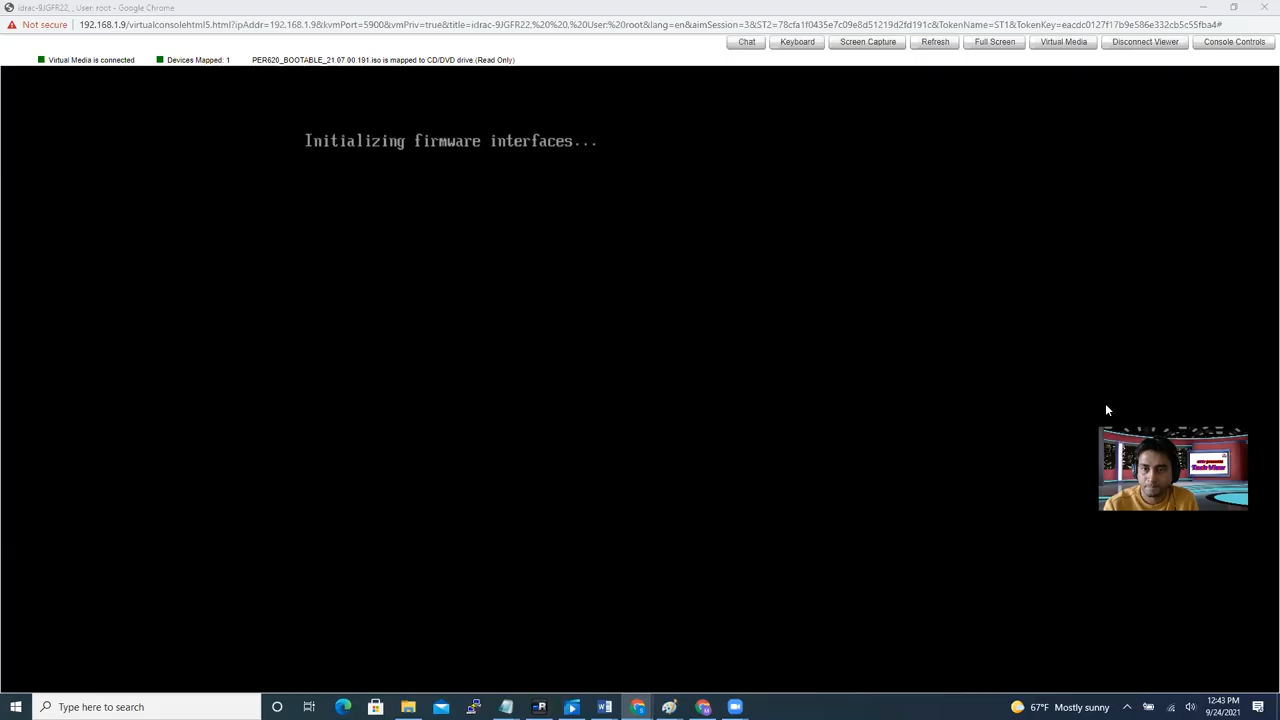 idrac-9JGFR22, , User: root - Google Chrome
Not secure 192.168.1.9/virtualconsolehtml5.html?ipAddr=192.168.1.9&kvmPort=5900&vmPriv=true&title=idrac-9JGFR22,%20%20,%20User:%20root&lang=en&aimSession=3&ST2=78cfa1f0435e7c09e8d51219d2fd191c&TokenName=ST1&TokenKey=eacdc0127f17b9e586e332cb5c55fba4#
Chat Keyboard Screen Capture Refresh Full Screen Virtual Media Disconnect Viewer Console Controls
Virtual Media is connected Devices Mapped: 1 PER620_BOOTABLE_21.07.00.191.iso is mapped to CD/DVD drive.(Read Only)
Initializing firmware interfaces...
Type here to search
67°F Mostly sunny
12:43 PM
9/24/2021